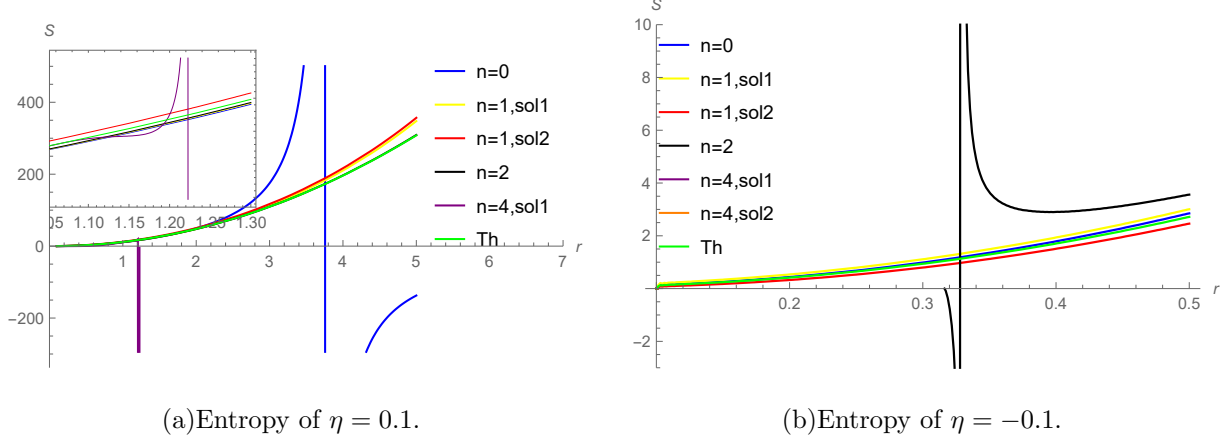 S
400
200
0
−200
1
2
3
4
5
6
7
r
1.05
1.10
1.15
1.20
1.25
1.30
n=0
n=1,sol1
n=1,sol2
n=2
n=4,sol1
Th
(a)Entropy of η = 0.1.
S
10
8
6
4
2
−2
0.2
0.3
0.4
0.5
r
n=0
n=1,sol1
n=1,sol2
n=2
n=4,sol1
n=4,sol2
Th
(b)Entropy of η = −0.1.